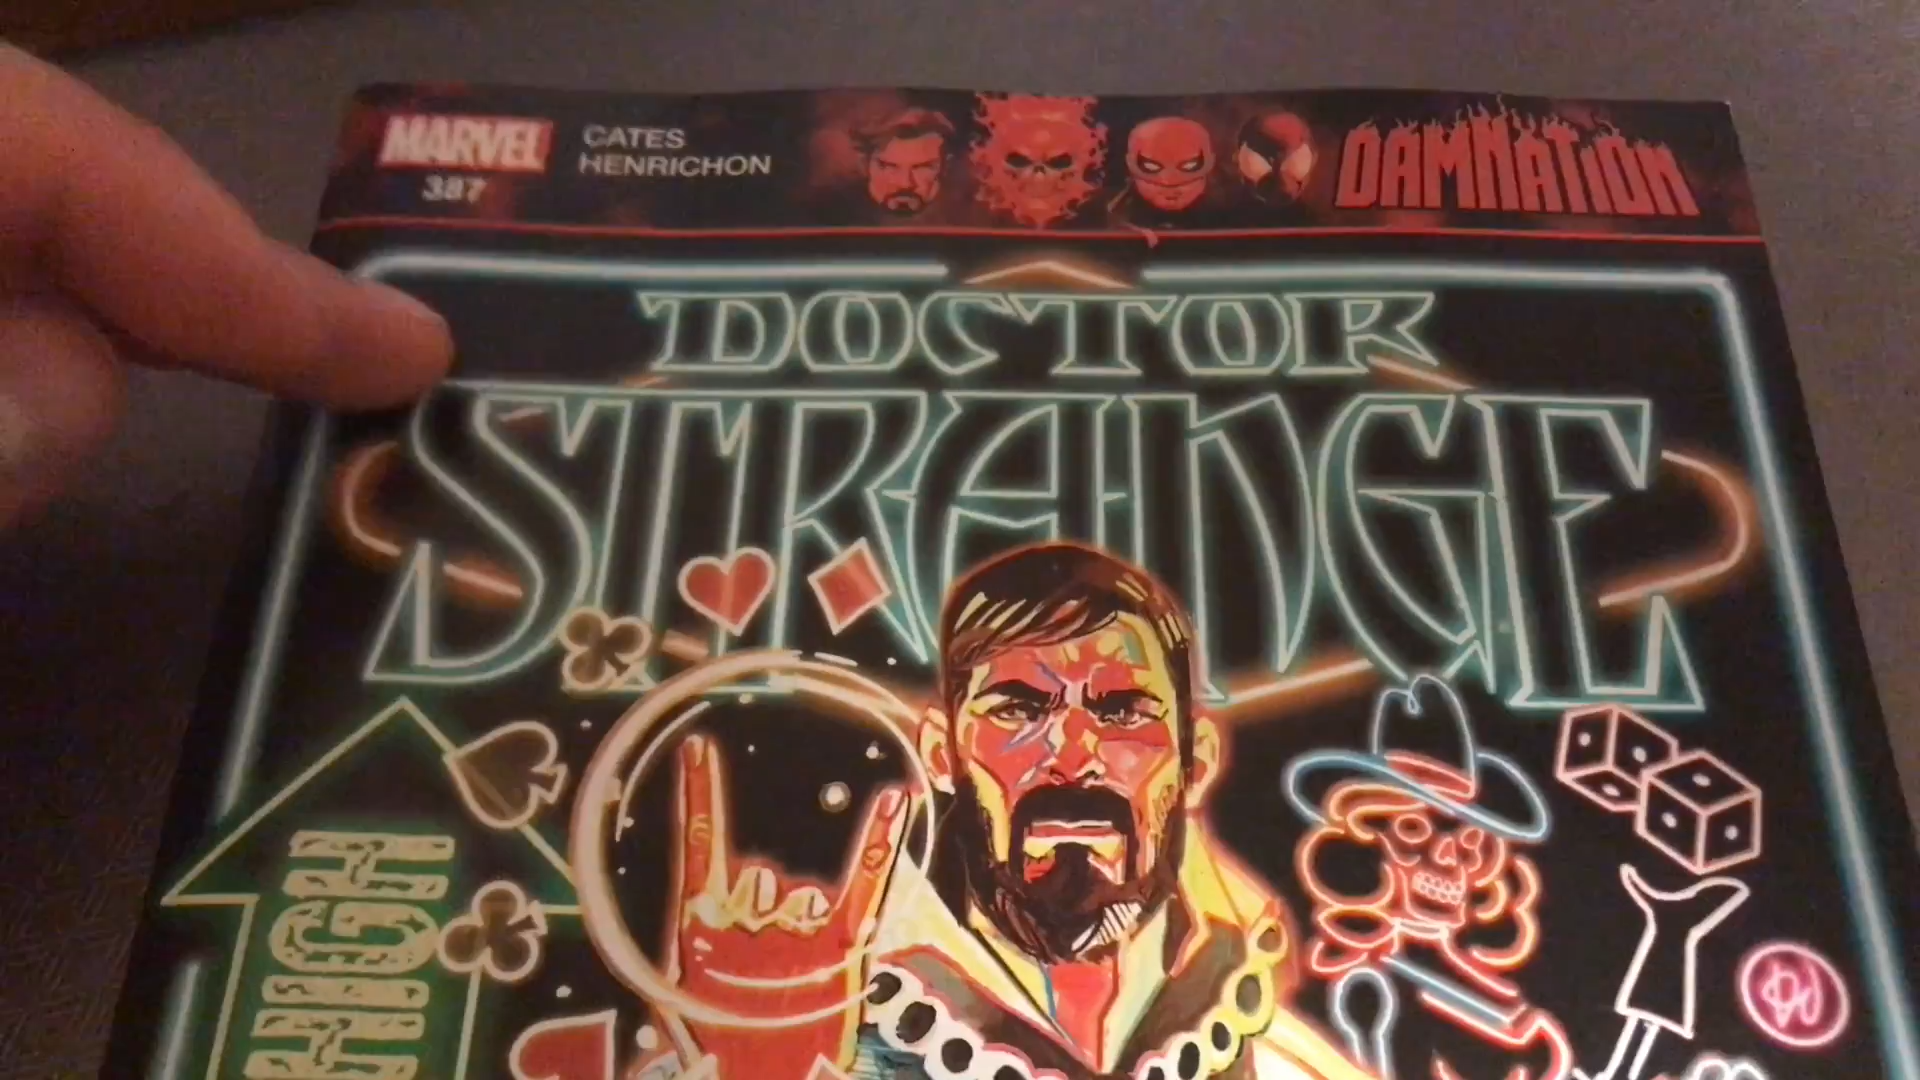 MARVEL
387
CATES
HENRICHON
DAMNATION
DOCTOR
STRANGE
HIGH